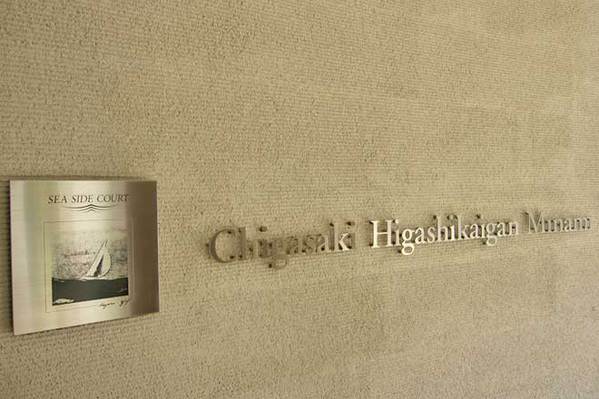 SEA SIDE COURT
Chigasaki Higashikaigan Minami